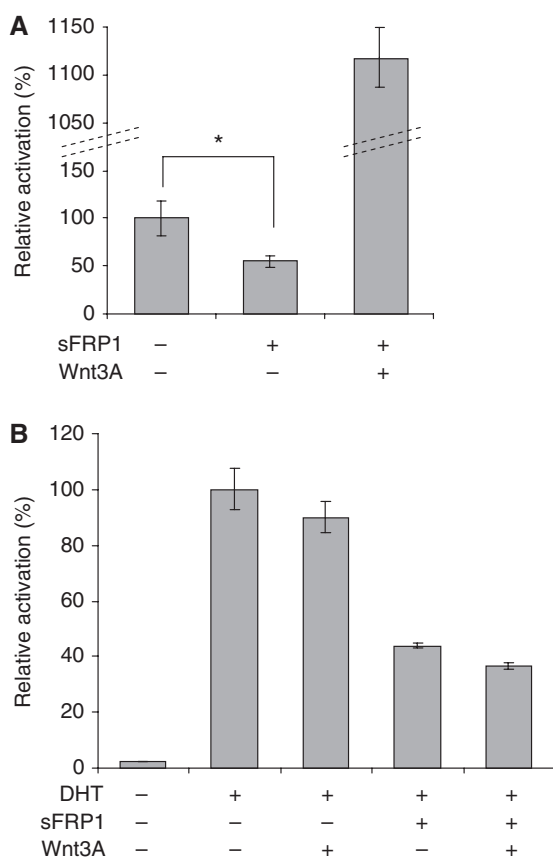 A
Relative activation (%)
1150
1100
1050
150
100
50
0
*
sFRP1 – + +
Wnt3A – – +
B
Relative activation (%)
120
100
80
60
40
20
0
DHT – + + + +
sFRP1 – – – + +
Wnt3A – – + – +